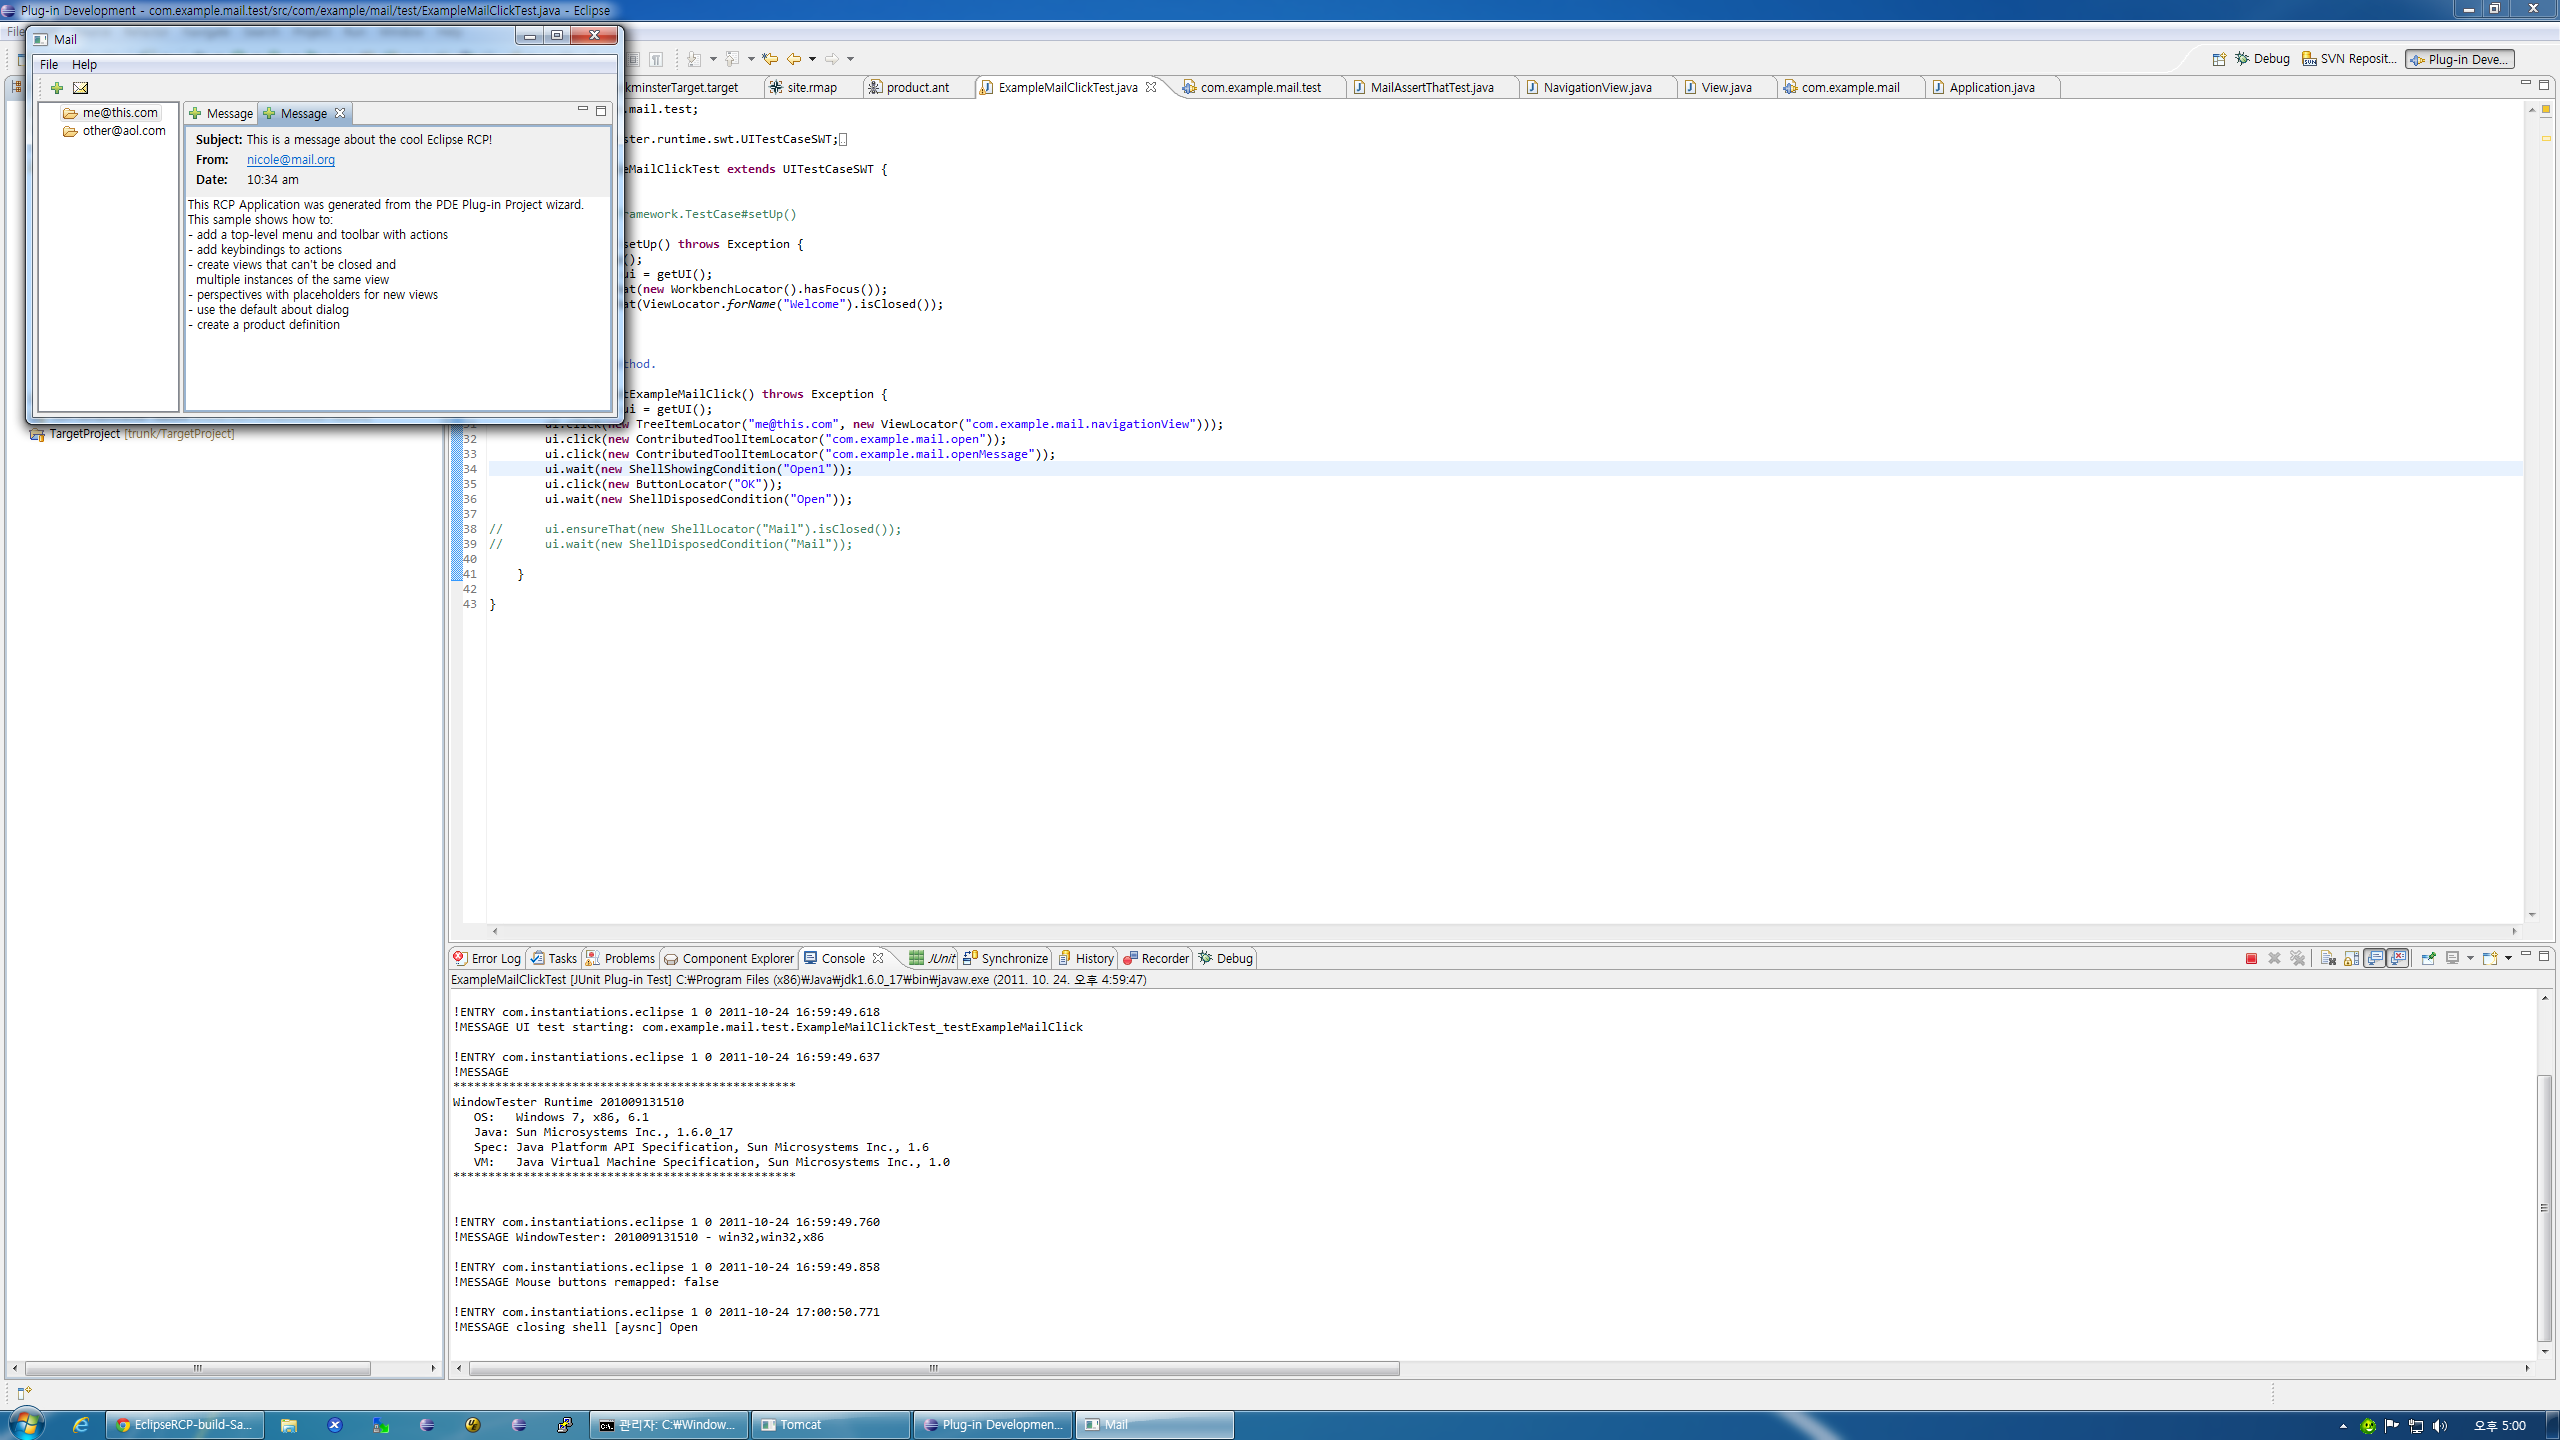 Plug-in Development - com.example.mail.test/src/com/example/mail/test/ExampleMailClickTest.java - Eclipse
Mail
File Help
me@this.com
other@aol.com
Message
Message
Subject: This is a message about the cool Eclipse RCP!
From: nicole@mail.org
Date: 10:34 am
This RCP Application was generated from the PDE Plug-in Project wizard.
This sample shows how to:
- add a top-level menu and toolbar with actions
- add keybindings to actions
- create views that can't be closed and
multiple instances of the same view
- perspectives with placeholders for new views
- use the default about dialog
- create a product definition
TargetProject [trunk/TargetProject]
Debug SVN Reposit... Plug-in Deve...
kminsterTarget.target site.rmap product.ant ExampleMailClickTest.java com.example.mail.test MailAssertThatTest.java NavigationView.java View.java com.example.mail Application.java
.mail.test;
ster.runtime.swt.UITestCaseSWT;
eMailClickTest extends UITestCaseSWT {
ramework.TestCase#setUp()
setUp() throws Exception {
();
ui = getUI();
at(new WorkbenchLocator().hasFocus());
at(ViewLocator.forName("Welcome").isClosed());
thod.
tExampleMailClick() throws Exception {
ui = getUI();
ui.click(new TreeItemLocator("me@this.com", new ViewLocator("com.example.mail.navigationView")));
32 ui.click(new ContributedToolItemLocator("com.example.mail.open"));
33 ui.click(new ContributedToolItemLocator("com.example.mail.openMessage"));
34 ui.wait(new ShellShowingCondition("Open1"));
35 ui.click(new ButtonLocator("OK"));
36 ui.wait(new ShellDisposedCondition("Open"));
37
38 // ui.ensureThat(new ShellLocator("Mail").isClosed());
39 // ui.wait(new ShellDisposedCondition("Mail"));
40
41 }
42
43 }
Error Log Tasks Problems Component Explorer Console JUnit Synchronize History Recorder Debug
ExampleMailClickTest [JUnit Plug-in Test] C:₩Program Files (x86)₩Java₩jdk1.6.0_17₩bin₩javaw.exe (2011. 10. 24. 오후 4:59:47)
!ENTRY com.instantiations.eclipse 1 0 2011-10-24 16:59:49.618
!MESSAGE UI test starting: com.example.mail.test.ExampleMailClickTest_testExampleMailClick
!ENTRY com.instantiations.eclipse 1 0 2011-10-24 16:59:49.637
!MESSAGE
*************************************************
WindowTester Runtime 201009131510
OS: Windows 7, x86, 6.1
Java: Sun Microsystems Inc., 1.6.0_17
Spec: Java Platform API Specification, Sun Microsystems Inc., 1.6
VM: Java Virtual Machine Specification, Sun Microsystems Inc., 1.0
*************************************************
!ENTRY com.instantiations.eclipse 1 0 2011-10-24 16:59:49.760
!MESSAGE WindowTester: 201009131510 - win32,win32,x86
!ENTRY com.instantiations.eclipse 1 0 2011-10-24 16:59:49.858
!MESSAGE Mouse buttons remapped: false
!ENTRY com.instantiations.eclipse 1 0 2011-10-24 17:00:50.771
!MESSAGE closing shell [aysnc] Open
EclipseRCP-build-Sa... 관리자: C:₩Window... Tomcat Plug-in Developmen... Mail 오후 5:00